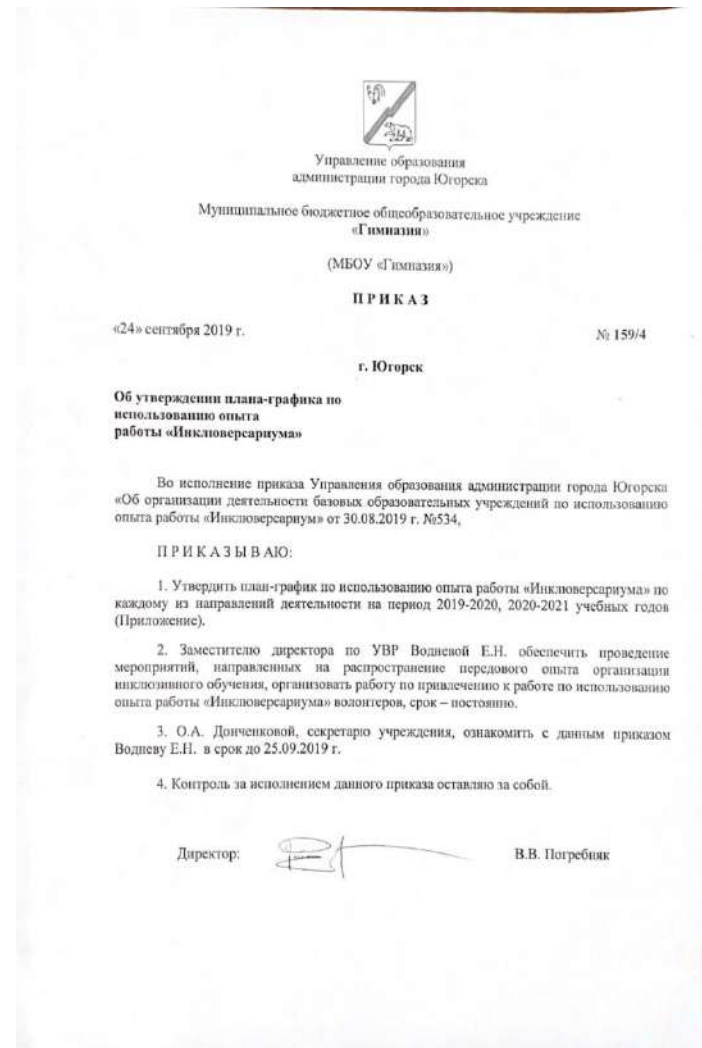 Управление образования
администрации города Югорска
Муниципальное бюджетное общеобразовательное учреждение
«Гимназия»
(МБОУ «Гимназия»)
П Р И К А З
«24» сентября 2019 г. № 159/4
г. Югорск
Об утверждении плана-графика по
использованию опыта
работы «Инклюверсариума»
Во исполнение приказа Управления образования администрации города Югорска
«Об организации деятельности базовых образовательных учреждений по использованию
опыта работы «Инклюверсариум» от 30.08.2019 г. №534,
П Р И К А З Ы В АЮ:
1. Утвердить план-график по использованию опыта работы «Инклюверсариума» по
каждому из направлений деятельности на период 2019-2020, 2020-2021 учебных годов
(Приложение).
2. Заместителю директора по УВР Водневой Е.Н. обеспечить проведение
мероприятий, направленных на распространение передового опыта организации
инклюзивного обучения, организовать работу по привлечению к работе по использованию
опыта работы «Инклюверсариума» волонтеров, срок – постоянно.
3. О.А. Донченковой, секретарю учреждения, ознакомить с данным приказом
Водневу Е.Н. в срок до 25.09.2019 г.
4. Контроль за исполнением данного приказа оставляю за собой.
Директор: В.В. Погребняк